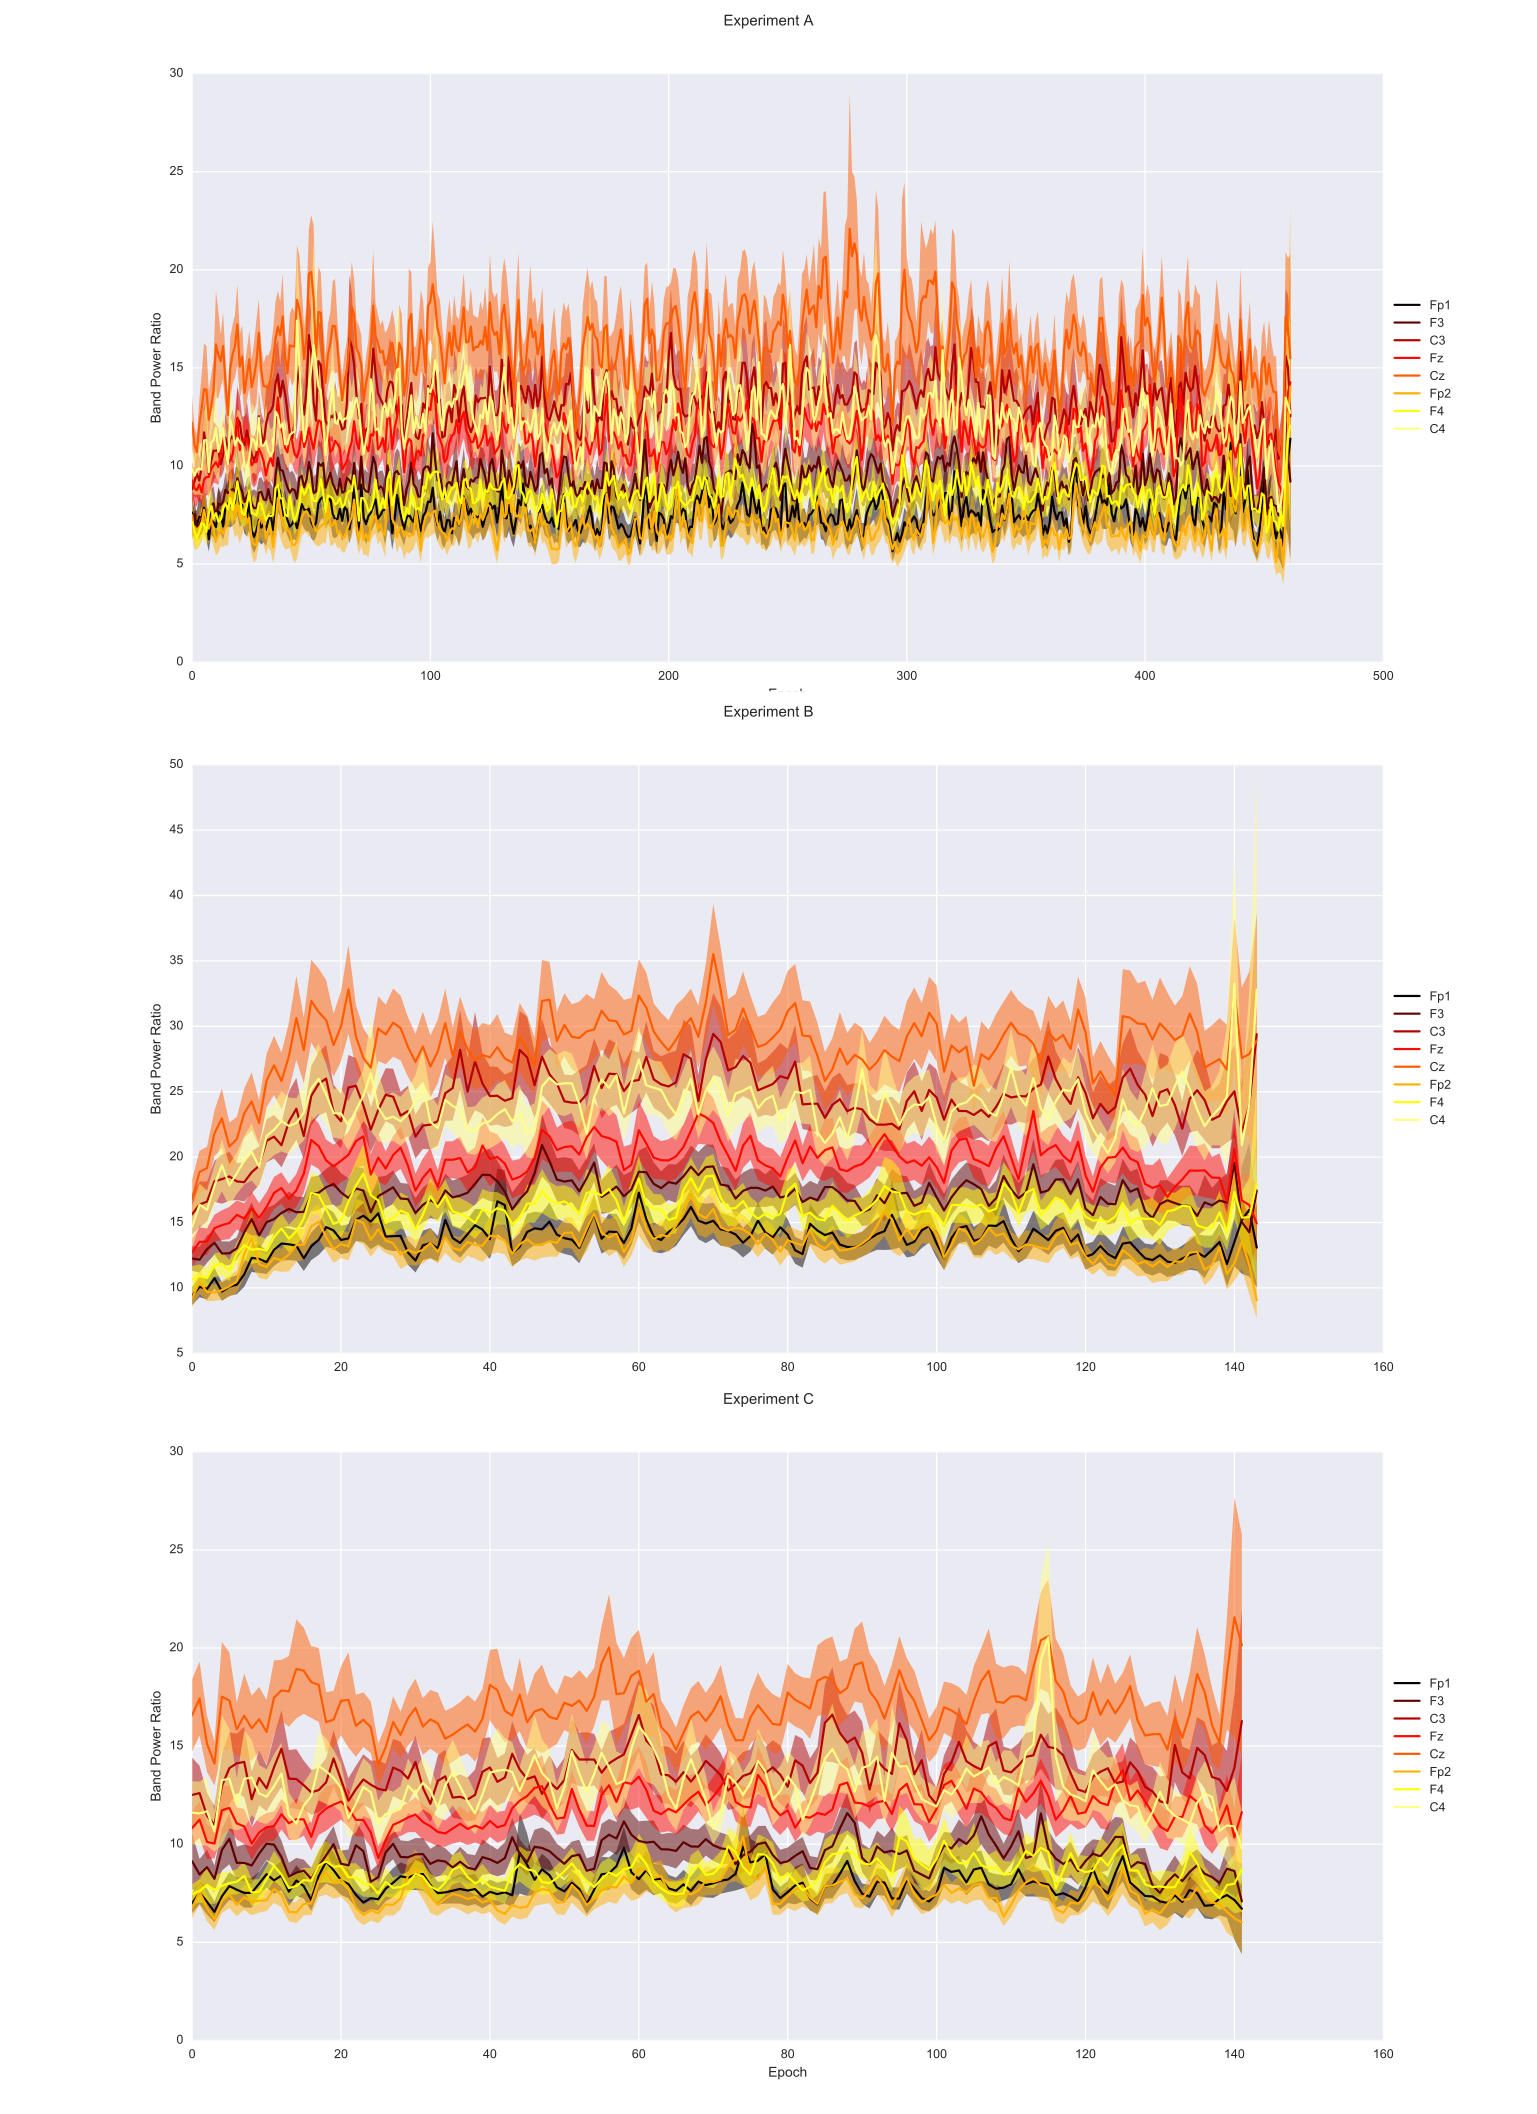 Experiment A
30
25
20
15
10
5
0
Band Power Ratio
0 100 200 300 400 500
Fp1
F3
C3
Fz
Cz
Fp2
F4
C4
Experiment B
50
45
40
35
30
25
20
15
10
5
Band Power Ratio
0 20 40 60 80 100 120 140 160
Fp1
F3
C3
Fz
Cz
Fp2
F4
C4
Experiment C
30
25
20
15
10
5
0
Band Power Ratio
0 20 40 60 80 100 120 140 160
Epoch
Fp1
F3
C3
Fz
Cz
Fp2
F4
C4